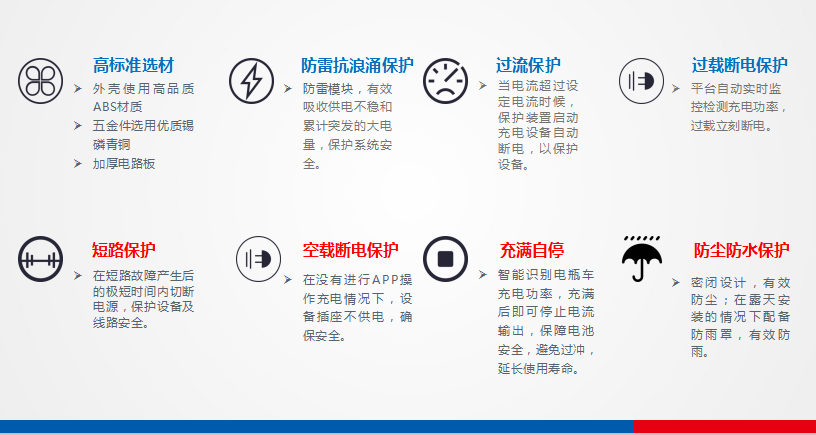 高标准选材
外壳使用高品质
ABS材质
五金件选用优质锡
磷青铜
加厚电路板
防雷抗浪涌保护
防雷模块，有效
吸收供电不稳和
累计突发的大电
量，保护系统安
全。
过流保护
当电流超过设
定电流时候，
保护装置启动
充电设备自动
断电，以保护
设备。
过载断电保护
平台自动实时监
控检测充电功率，
过载立刻断电。
短路保护
在短路故障产生后
的极短时间内切断
电源，保护设备及
线路安全。
空载断电保护
在没有进行APP操
作充电情况下，设
备插座不供电，确
保安全。
充满自停
智能识别电瓶车
充电功率，充满
后即可停止电流
输出，保障电池
安全，避免过冲，
延长使用寿命。
防尘防水保护
密闭设计，有效
防尘；在露天安
装的情况下配备
防雨罩，有效防
雨。